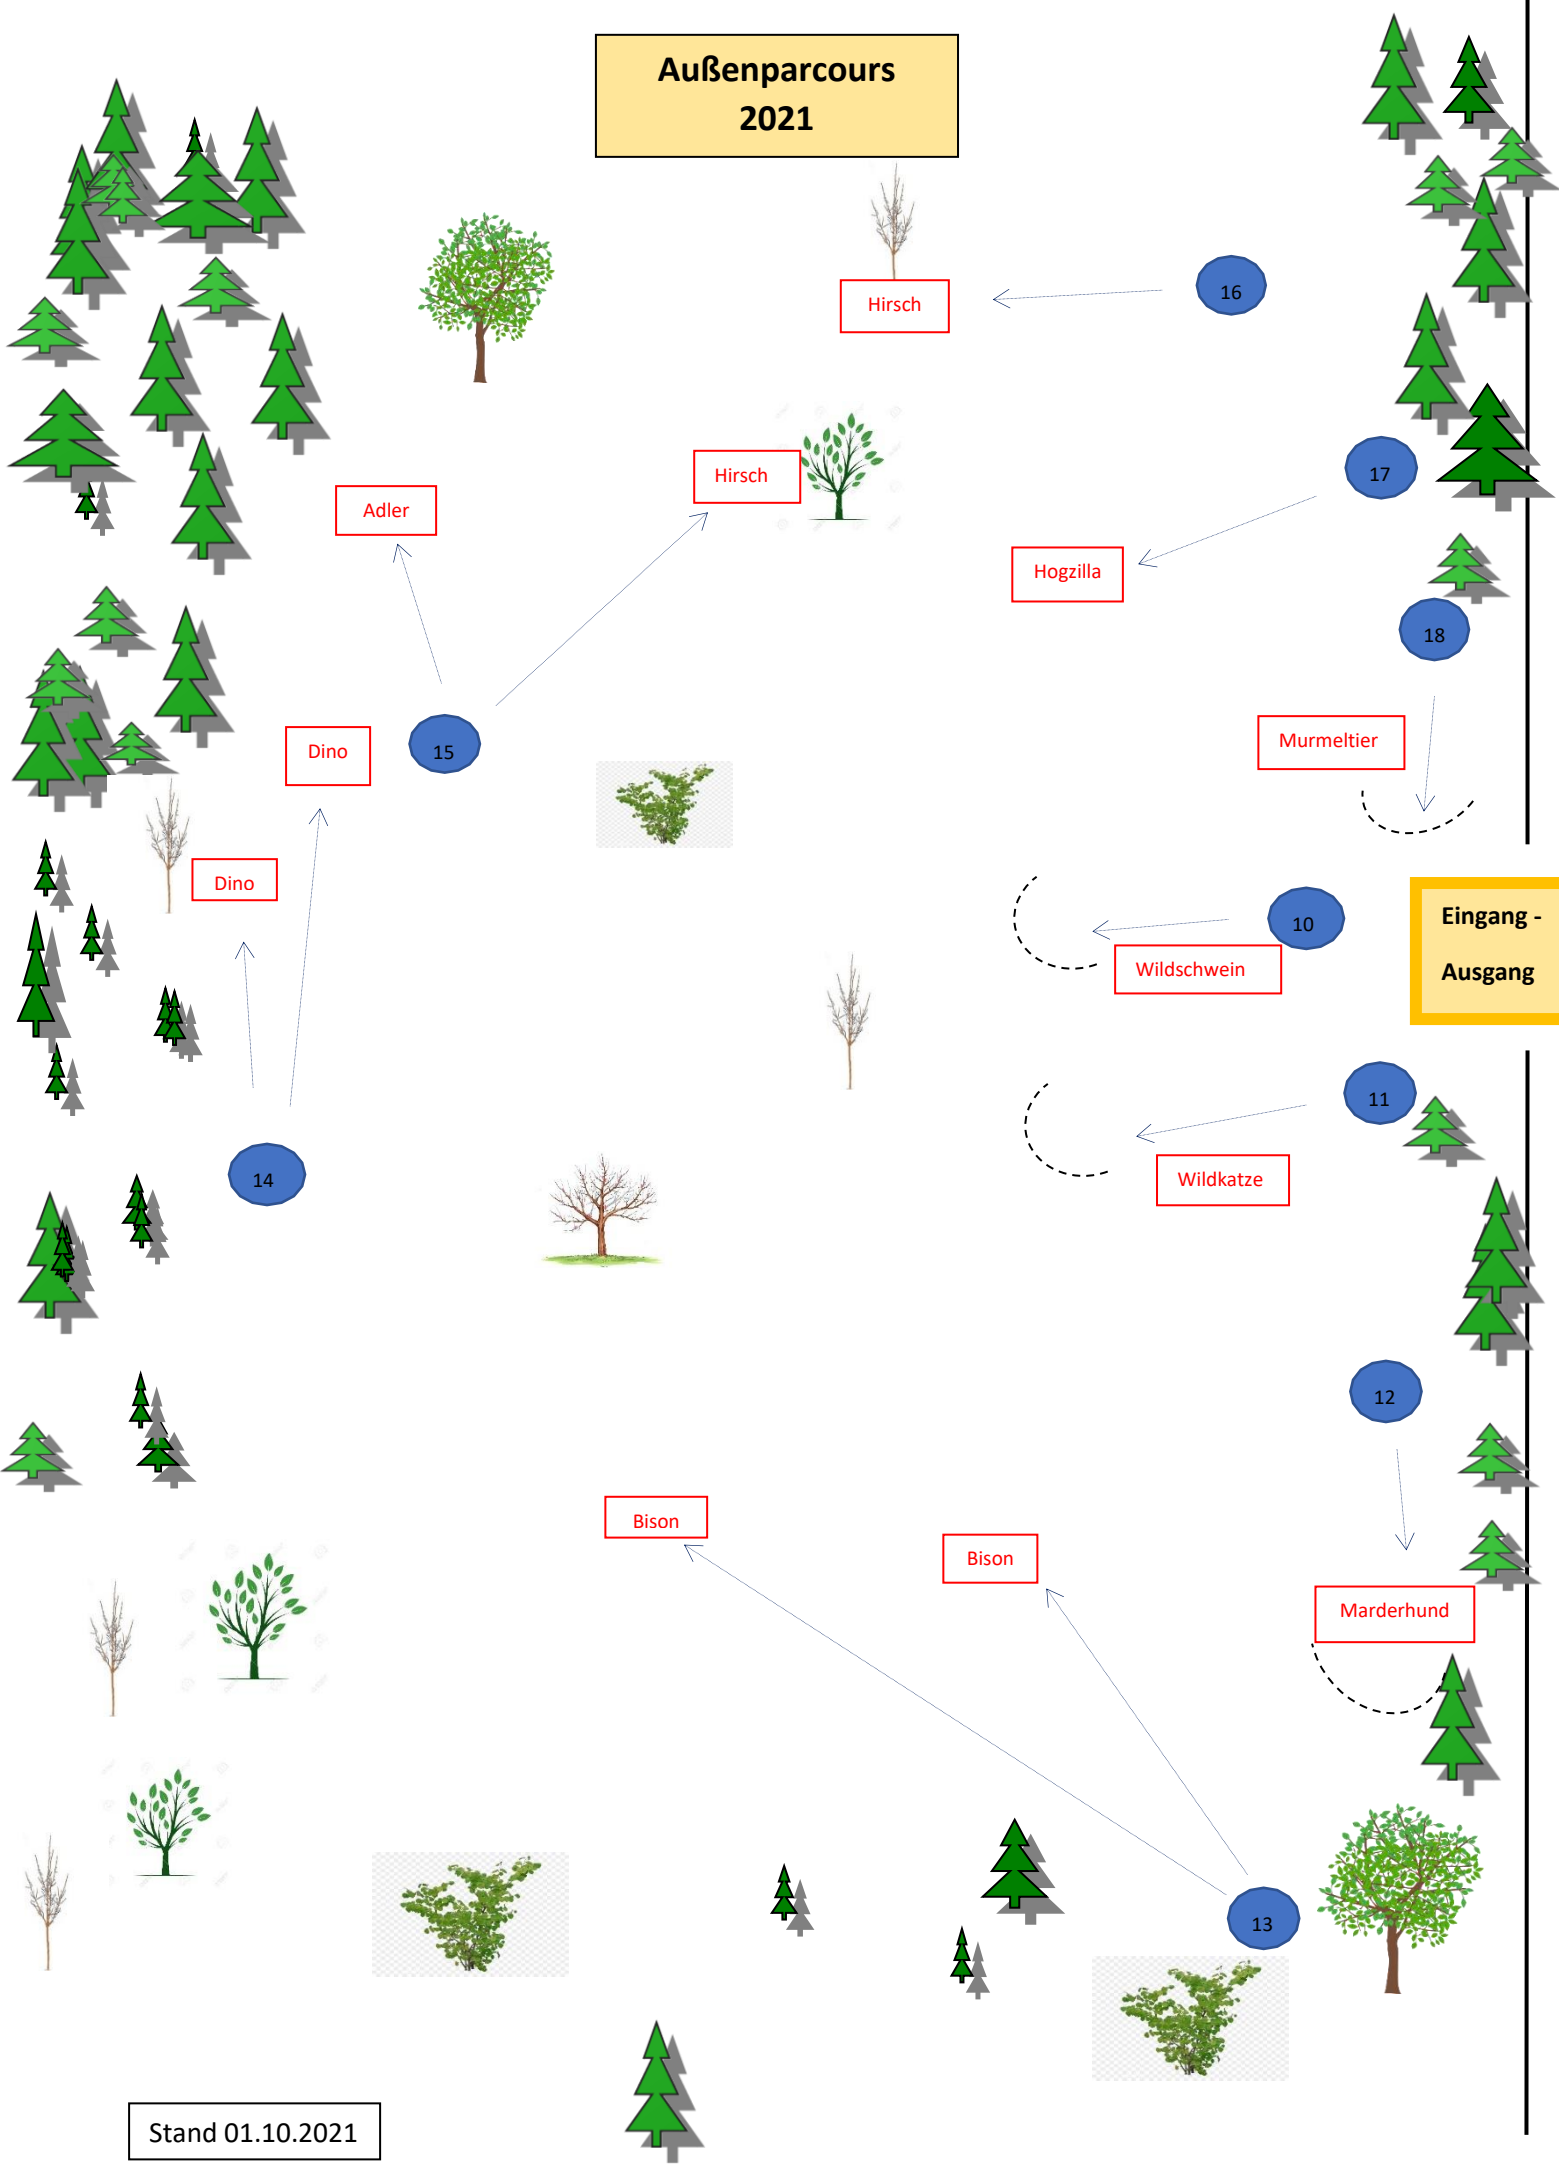 Außenparcours
2021
Hirsch
16
Hirsch
17
Adler
Hogzilla
18
Dino
15
Murmeltier
Dino
10
Eingang -
Ausgang
Wildschwein
11
14
Wildkatze
12
Bison
Bison
Marderhund
13
Stand 01.10.2021